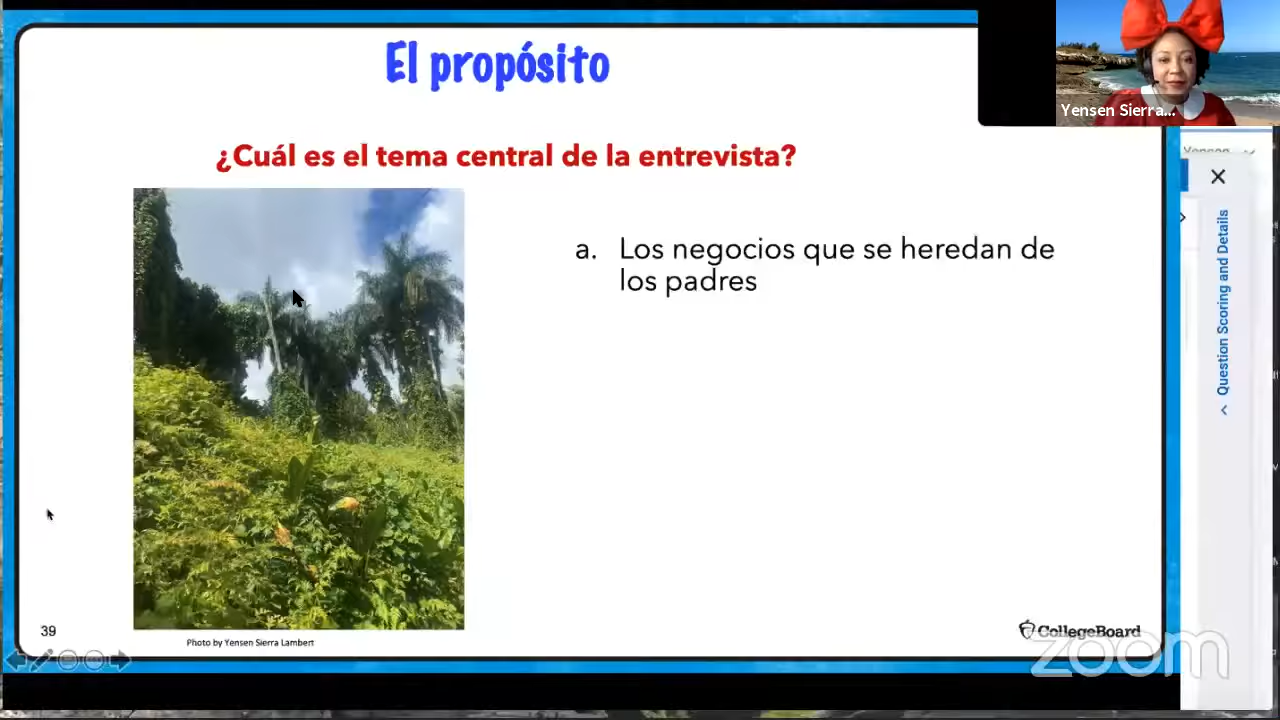 El propósito
Yensen Sierra...
¿Cuál es el tema central de la entrevista?
a. Los negocios que se heredan de
los padres
Question Scoring and Details
39
Photo by Yensen Sierra Lambert
CollegeBoard
zoom